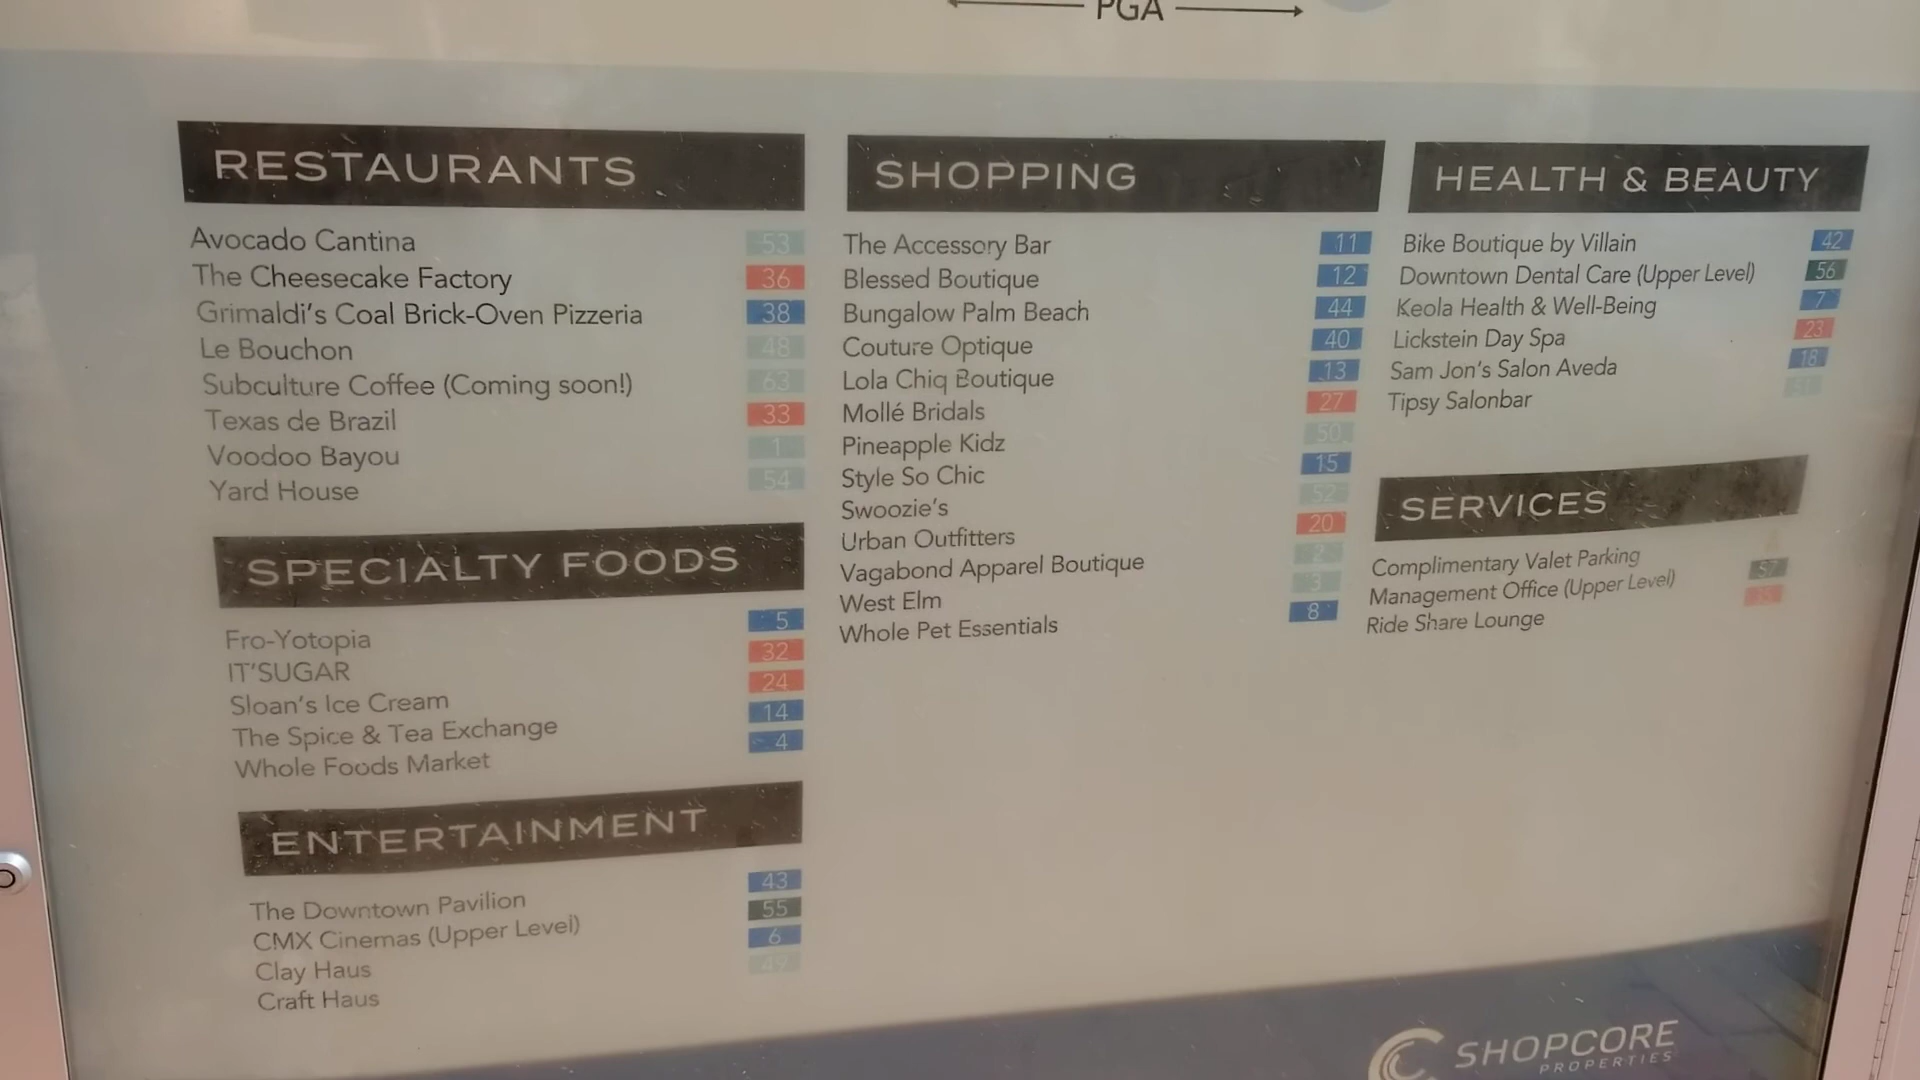 PGA
RESTAURANTS
Avocado Cantina 53
The Cheesecake Factory 36
Grimaldi's Coal Brick-Oven Pizzeria 38
Le Bouchon 48
Subculture Coffee (Coming soon!) 63
Texas de Brazil 33
Voodoo Bayou 1
Yard House 54
SPECIALTY FOODS
Fro-Yotopia 5
IT'SUGAR 32
Sloan's Ice Cream 24
The Spice & Tea Exchange 14
Whole Foods Market 4
ENTERTAINMENT
The Downtown Pavilion 43
CMX Cinemas (Upper Level) 55
Clay Haus 6
Craft Haus 49
SHOPPING
The Accessory Bar 11
Blessed Boutique 12
Bungalow Palm Beach 44
Couture Optique 40
Lola Chiq Boutique 13
Mollé Bridals 27
Pineapple Kidz 50
Style So Chic 15
Swoozie's 52
Urban Outfitters 20
Vagabond Apparel Boutique 2
West Elm 3
Whole Pet Essentials 8
HEALTH & BEAUTY
Bike Boutique by Villain 42
Downtown Dental Care (Upper Level) 56
Keola Health & Well-Being 7
Lickstein Day Spa 23
Sam Jon's Salon Aveda 18
Tipsy Salonbar
SERVICES
Complimentary Valet Parking
Management Office (Upper Level) 57
Ride Share Lounge
SHOPCORE
PROPERTIES